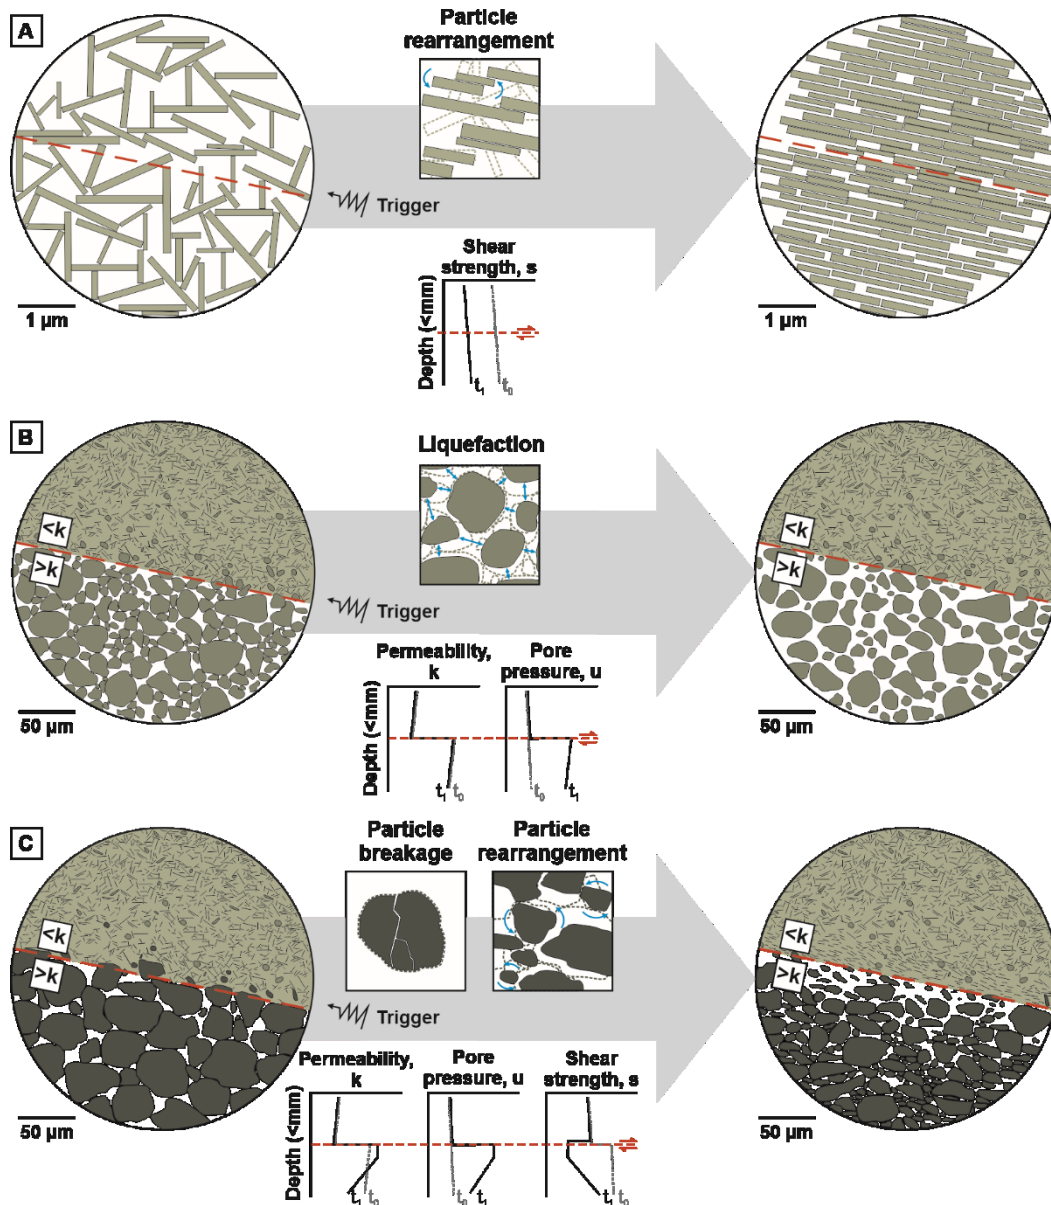 A
Particle
rearrangement
Trigger
1 µm
1 µm
Shear
strength, s
Depth (<mm)
t₁
t₀
B
Liquefaction
<k
>k
<k
>k
Trigger
50 µm
50 µm
Permeability,
k
Pore
pressure, u
Depth (<mm)
t₁ t₀
t₀ t₁
C
Particle
breakage
Particle
rearrangement
<k
>k
<k
>k
Trigger
50 µm
50 µm
Permeability,
k
Pore
pressure, u
Shear
strength, s
Depth (<mm)
t₁ t₀
t₀ t₁
t₁ t₀